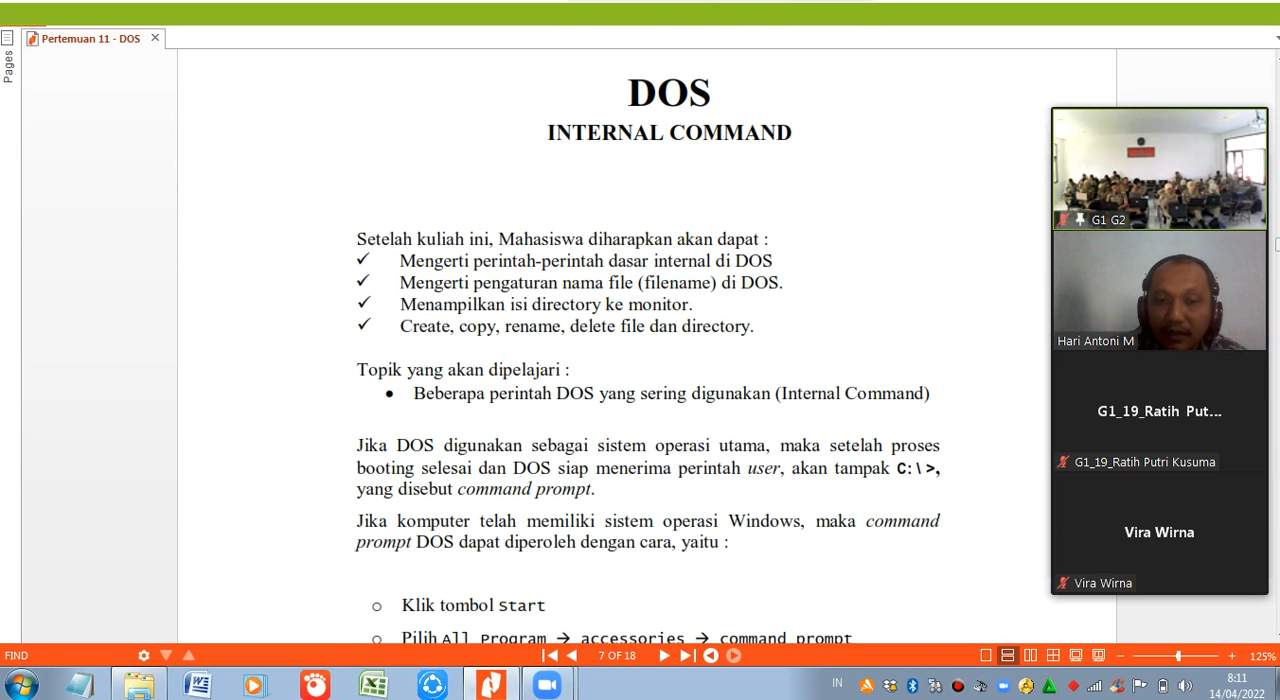 Pertemuan 11 - DOS
Pages
DOS
INTERNAL COMMAND
Setelah kuliah ini, Mahasiswa diharapkan akan dapat :
✓ Mengerti perintah-perintah dasar internal di DOS
✓ Mengerti pengaturan nama file (filename) di DOS.
✓ Menampilkan isi directory ke monitor.
✓ Create, copy, rename, delete file dan directory.
Topik yang akan dipelajari :
• Beberapa perintah DOS yang sering digunakan (Internal Command)
Jika DOS digunakan sebagai sistem operasi utama, maka setelah proses
booting selesai dan DOS siap menerima perintah user, akan tampak C:\>,
yang disebut command prompt.
Jika komputer telah memiliki sistem operasi Windows, maka command
prompt DOS dapat diperoleh dengan cara, yaitu :
o Klik tombol Start
o Pilih All Program → accessories → command prompt
G1 G2
Hari Antoni M
G1_19_Ratih Put...
G1_19_Ratih Putri Kusuma
Vira Wirna
Vira Wirna
FIND
7 OF 18
125%
IN
8:11
14/04/2022